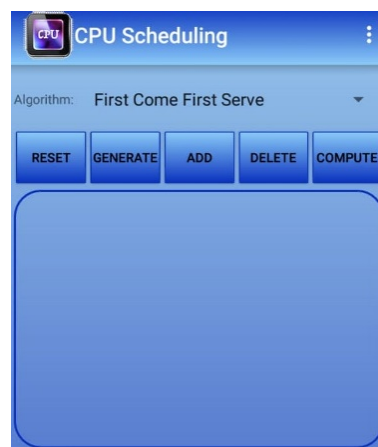 CPU CPU Scheduling
Algorithm: First Come First Serve
RESET GENERATE ADD DELETE COMPUTE